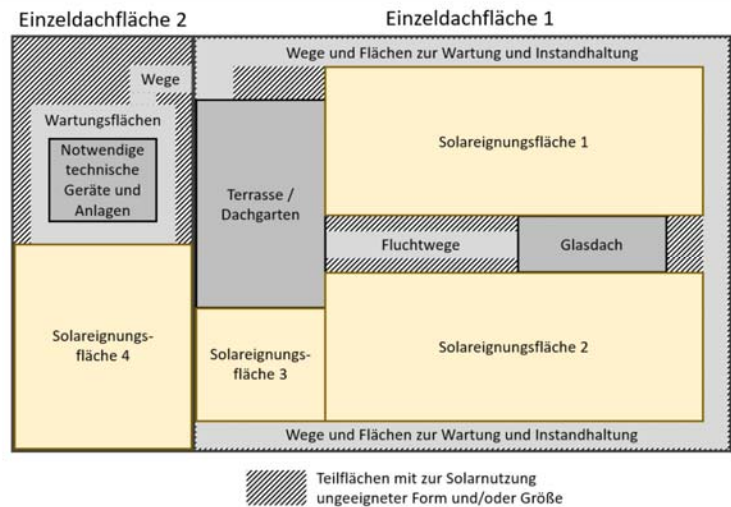 Einzeldachfläche 2
Einzeldachfläche 1
Wege und Flächen zur Wartung und Instandhaltung
Wege
Wartungsflächen
Notwendige
technische
Geräte und
Anlagen
Terrasse /
Dachgarten
Solareignungsfläche 1
Fluchtwege
Glasdach
Solareignungs-
fläche 4
Solareignungs-
fläche 3
Solareignungsfläche 2
Wege und Flächen zur Wartung und Instandhaltung
Teilflächen mit zur Solarnutzung
ungeeigneter Form und/oder Größe